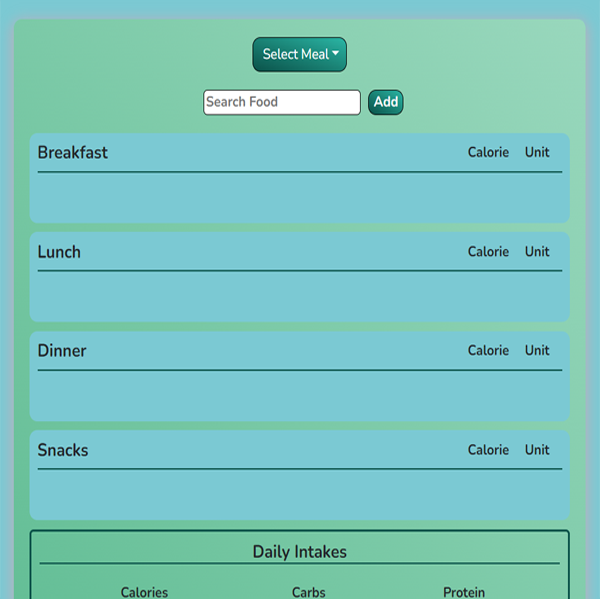 Select Meal
Search Food Add
Breakfast Calorie Unit
Lunch Calorie Unit
Dinner Calorie Unit
Snacks Calorie Unit
Daily Intakes
Calories Carbs Protein